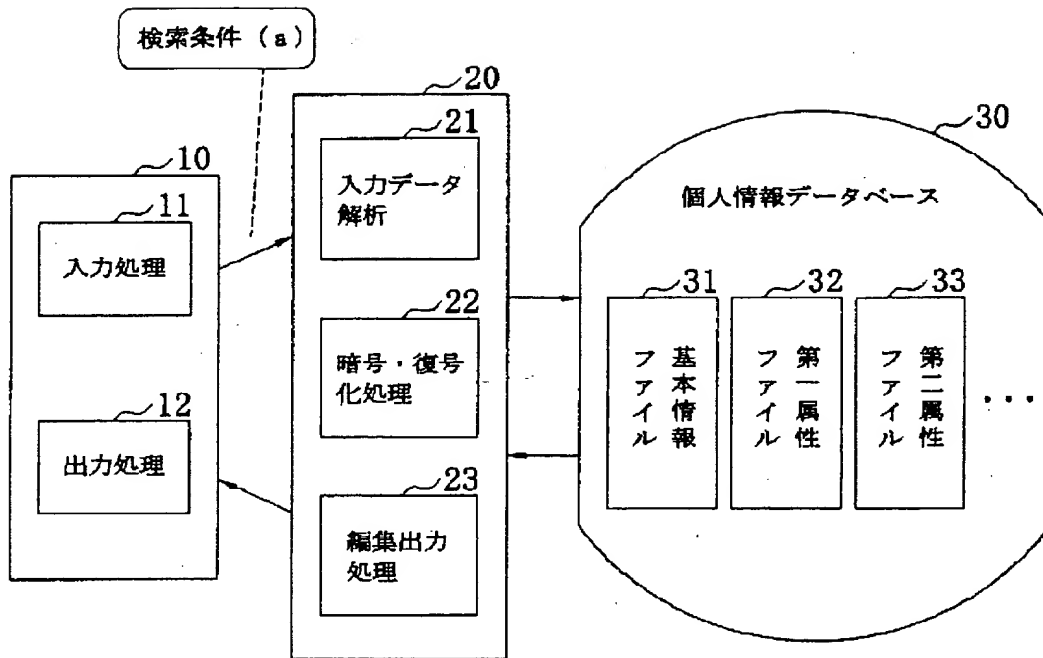 検索条件(a)
10
11
入力処理
12
出力処理
20
21
入力データ
解析
22
暗号・復号
化処理
23
編集出力
処理
30
個人情報データベース
31
基本情報
ファイル
32
第一属性
ファイル
33
第二属性
ファイル
・・・・